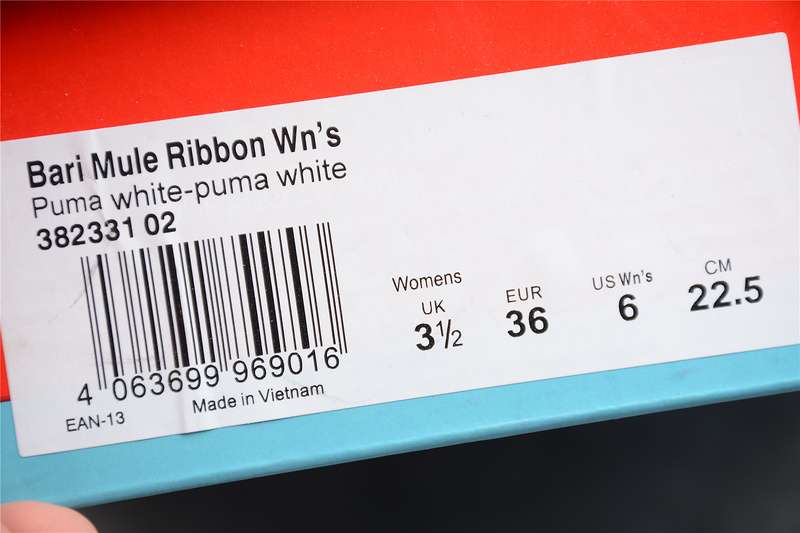 Bari Mule Ribbon Wn's
Puma white-puma white
382331 02
4 063699 969016
EAN-13 Made in Vietnam
Womens
UK EUR US Wn's CM
3½ 36 6 22.5